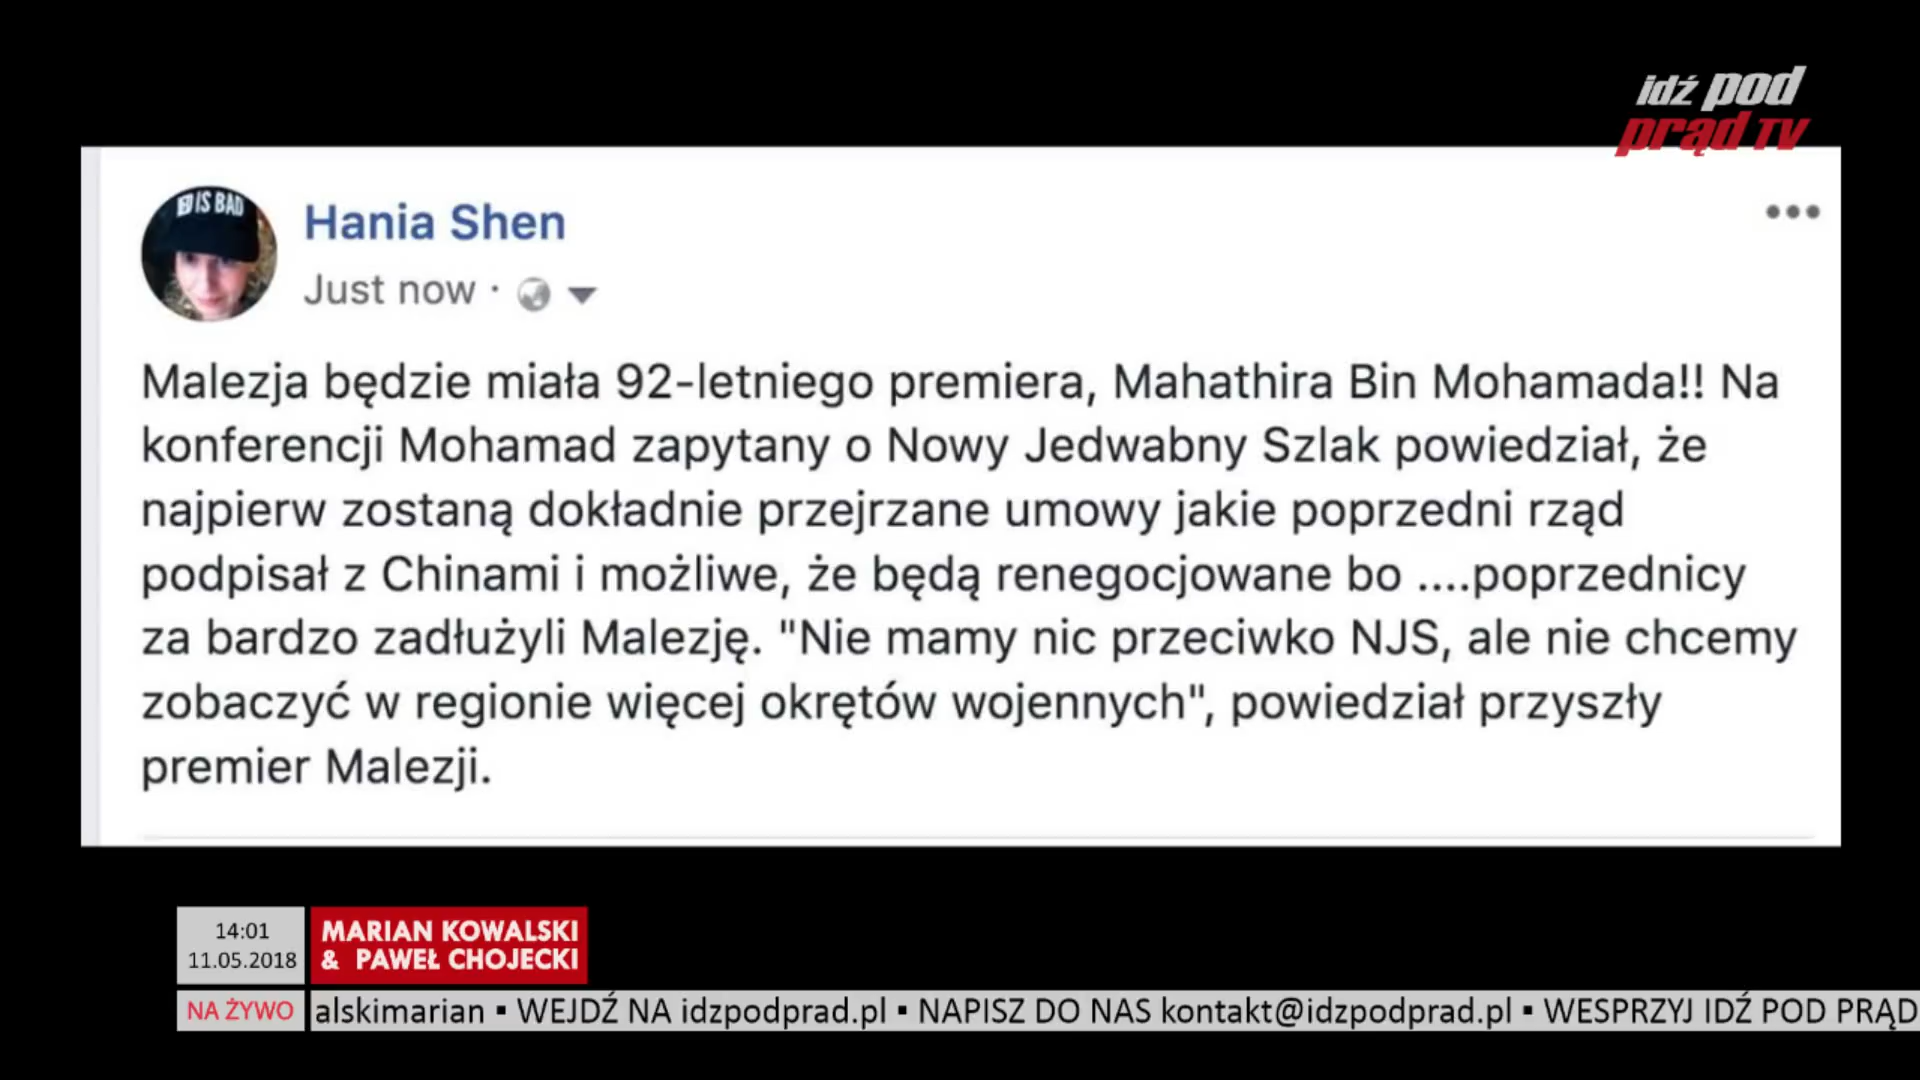 idź pod
prąd TV
IS BAD
Hania Shen
Just now ·
Malezja będzie miała 92-letniego premiera, Mahathira Bin Mohamada!! Na
konferencji Mohamad zapytany o Nowy Jedwabny Szlak powiedział, że
najpierw zostaną dokładnie przejrzane umowy jakie poprzedni rząd
podpisał z Chinami i możliwe, że będą renegocjowane bo ....poprzednicy
za bardzo zadłużyli Malezję. "Nie mamy nic przeciwko NJS, ale nie chcemy
zobaczyć w regionie więcej okrętów wojennych", powiedział przyszły
premier Malezji.
14:01
11.05.2018
MARIAN KOWALSKI
& PAWEŁ CHOJECKI
NA ŻYWO
alskimarian ▪ WEJDŹ NA idzpodprad.pl ▪ NAPISZ DO NAS kontakt@idzpodprad.pl ▪ WESPRZYJ IDŹ POD PRĄD